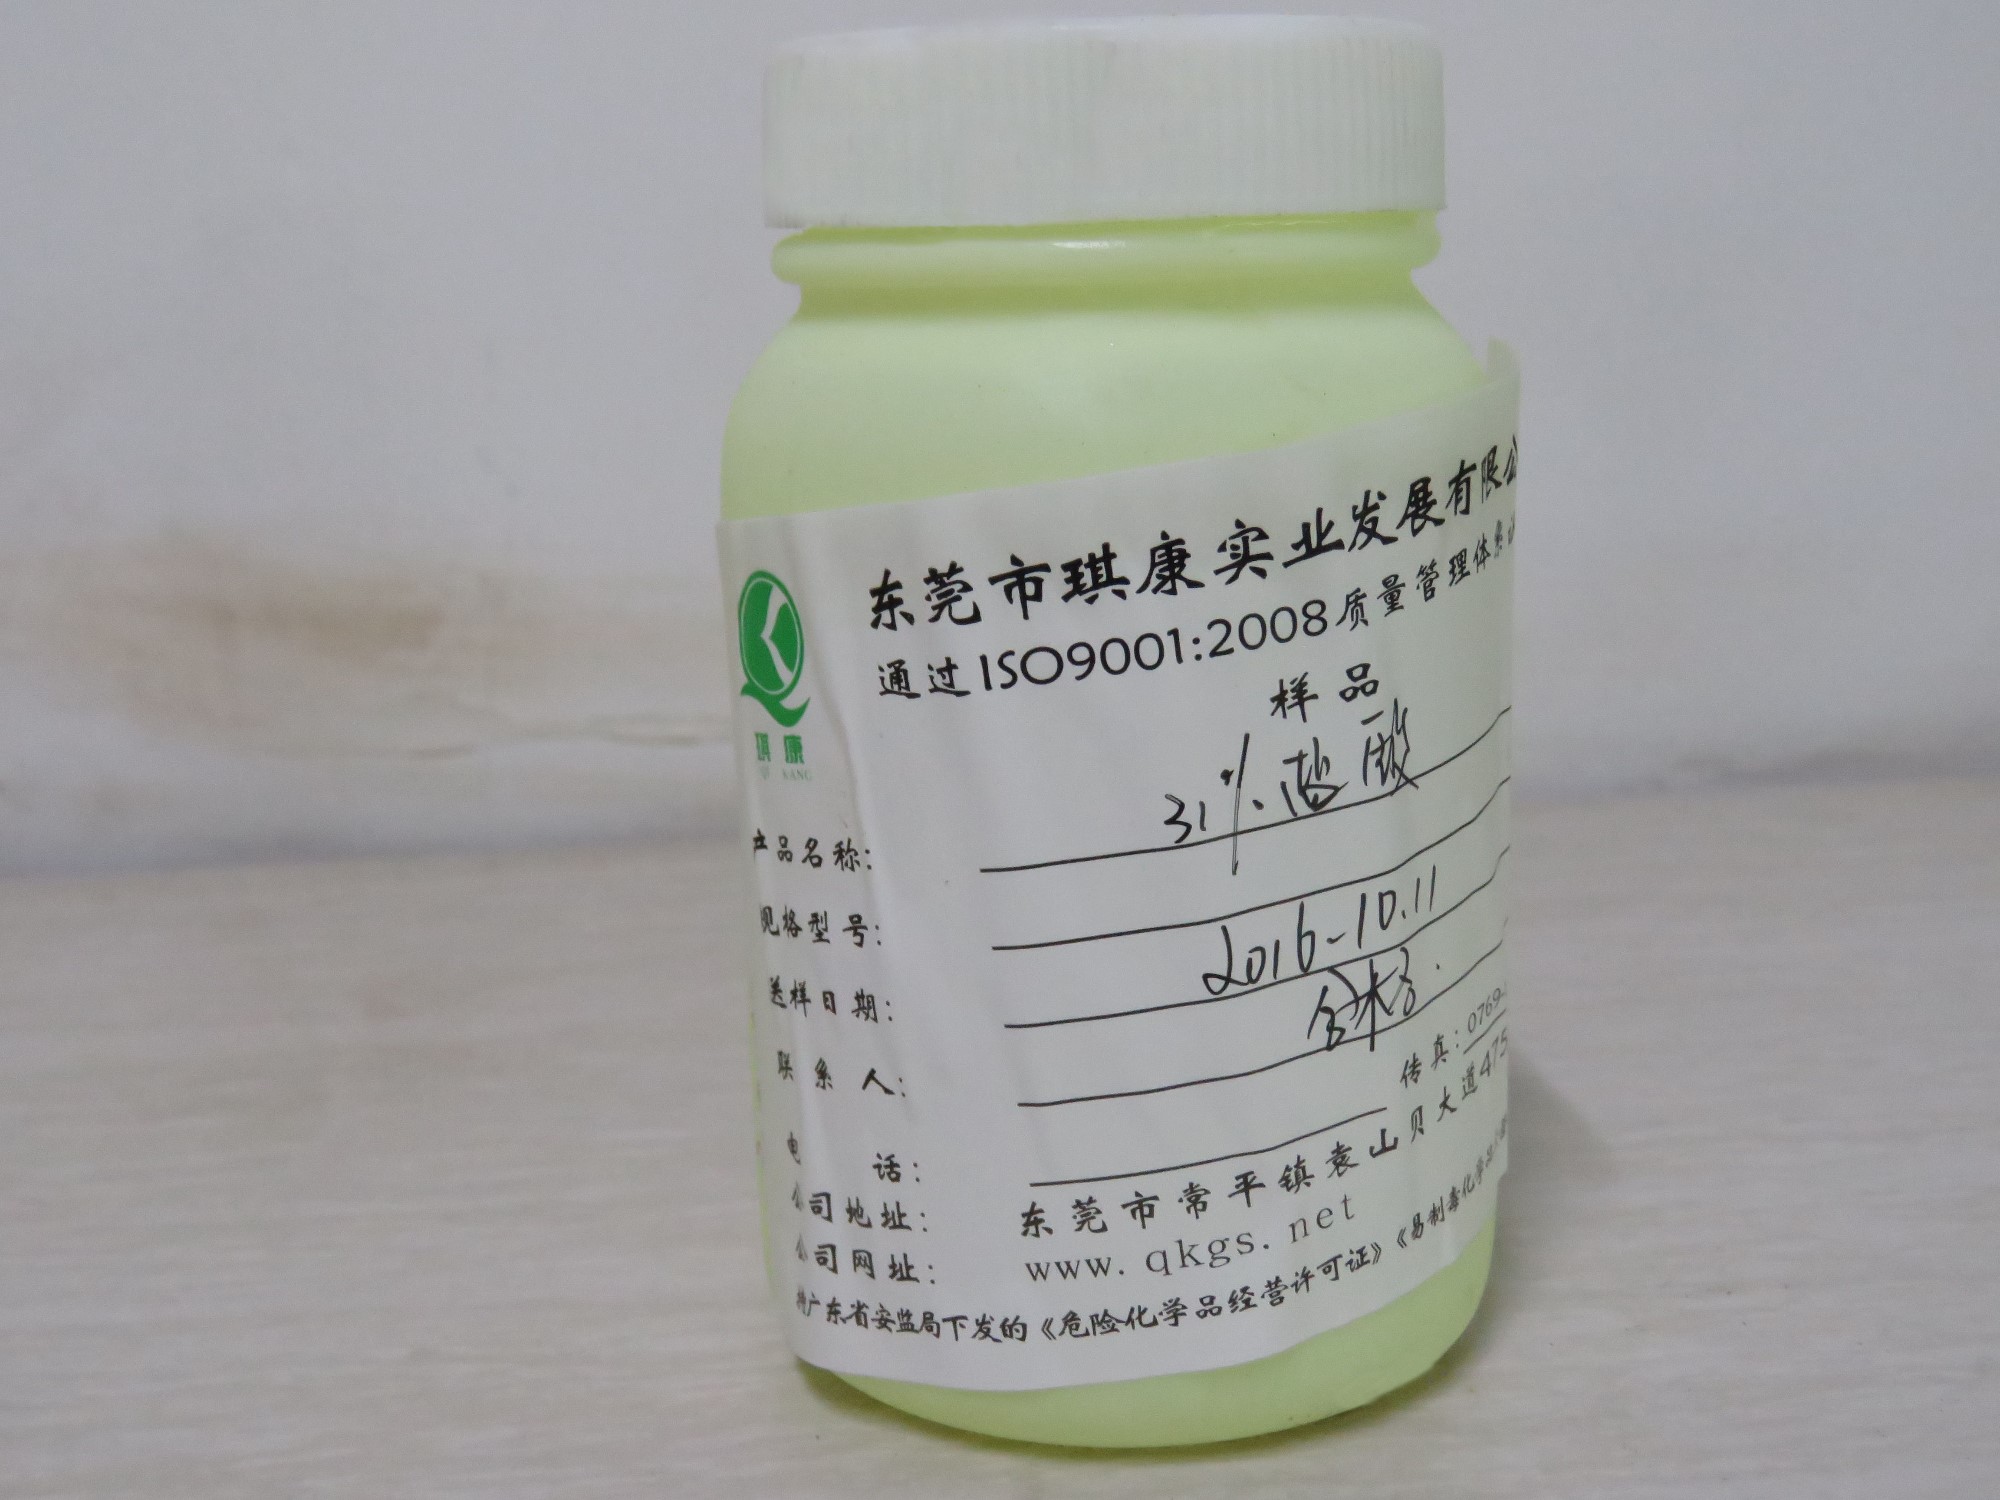 东莞市琪康实业发展有限公
通过ISO9001:2008质量管理体系
样品
琪康
KANG
产品名称: 31%盐酸
规格型号:
送样日期: 2016-10.11
联系人: 合格.
电话: 传真: 0769-
公司地址: 东莞市常平镇袁山贝大道475
公司网址: www.qkgs.net
持广东省安监局下发的《危险化学品经营许可证》《易制毒化学品